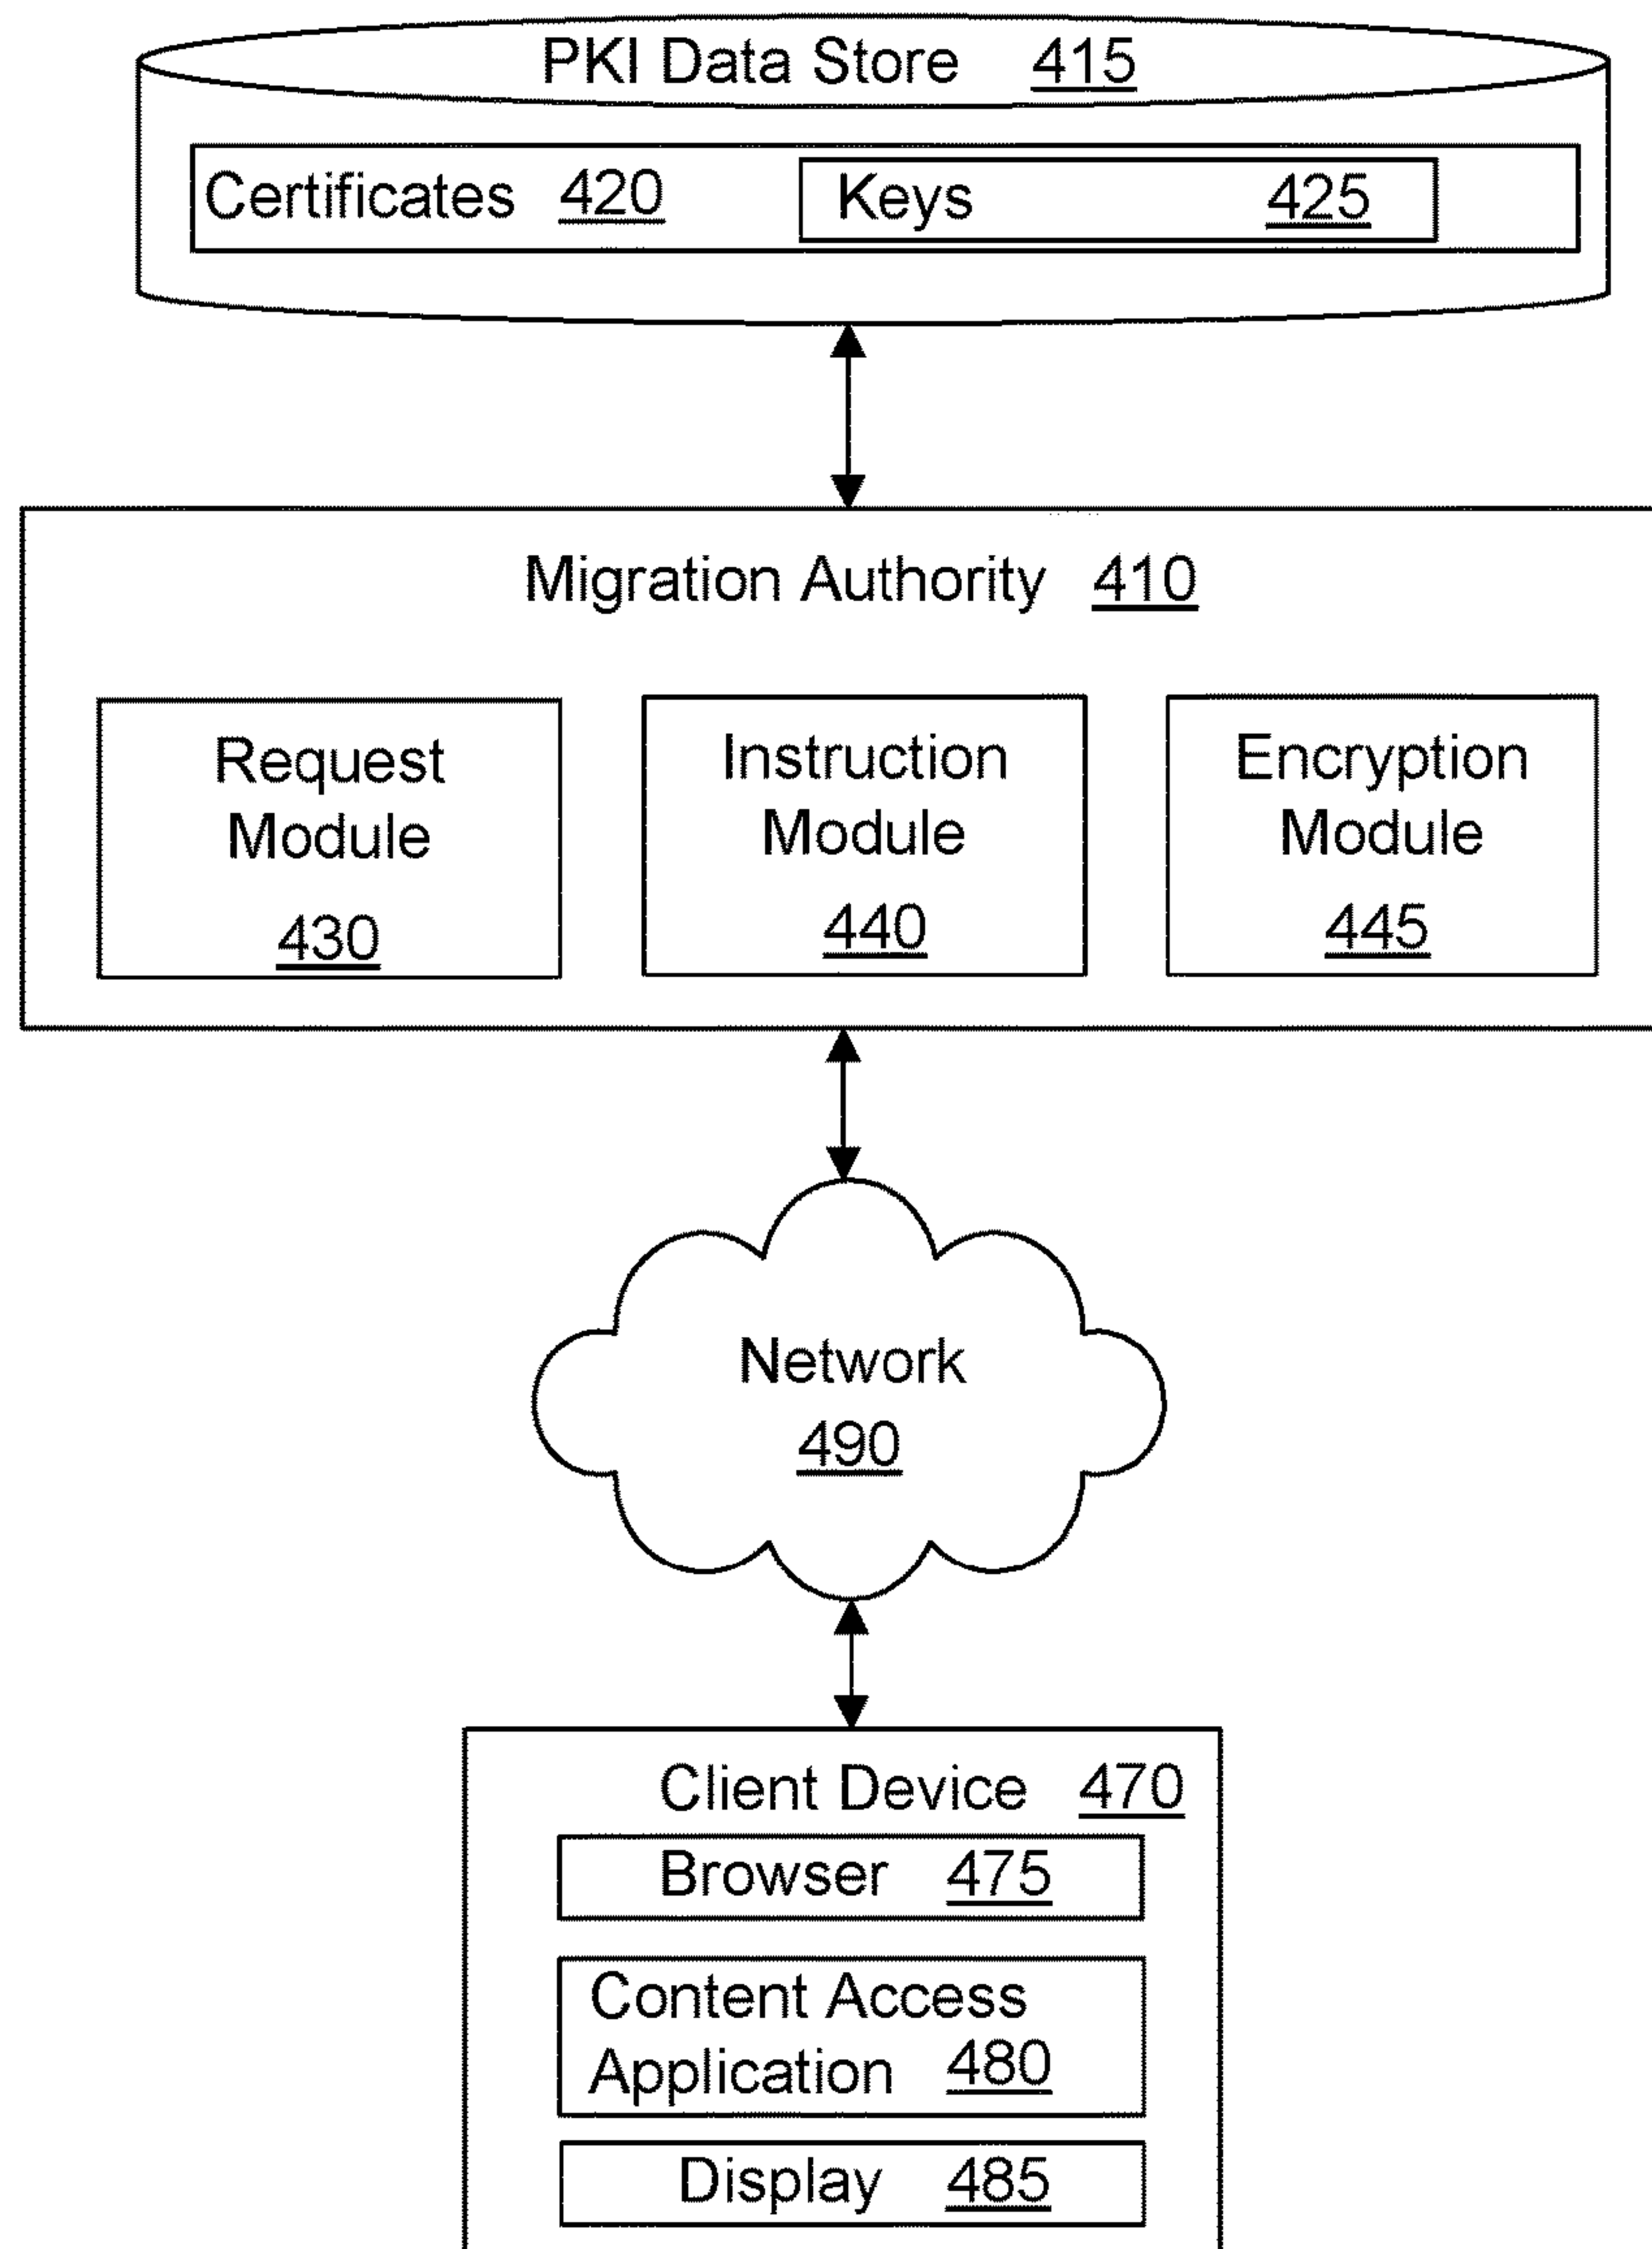 PKI Data Store 415
Certificates 420 Keys 425
Migration Authority 410
Request
Module
430
Instruction
Module
440
Encryption
Module
445
Network
490
Client Device 470
Browser 475
Content Access
Application 480
Display 485